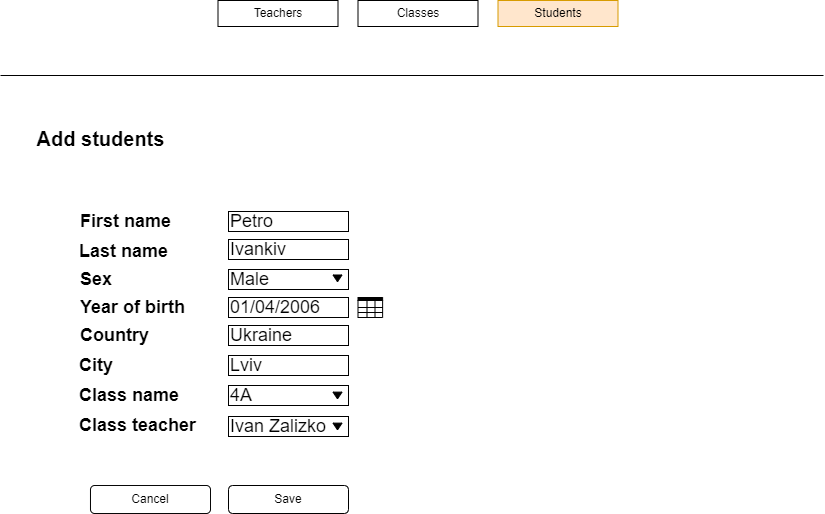 Teachers Classes Students
Add students
First name Petro
Last name Ivankiv
Sex Male
Year of birth 01/04/2006
Country Ukraine
City Lviv
Class name 4A
Class teacher Ivan Zalizko
Cancel Save